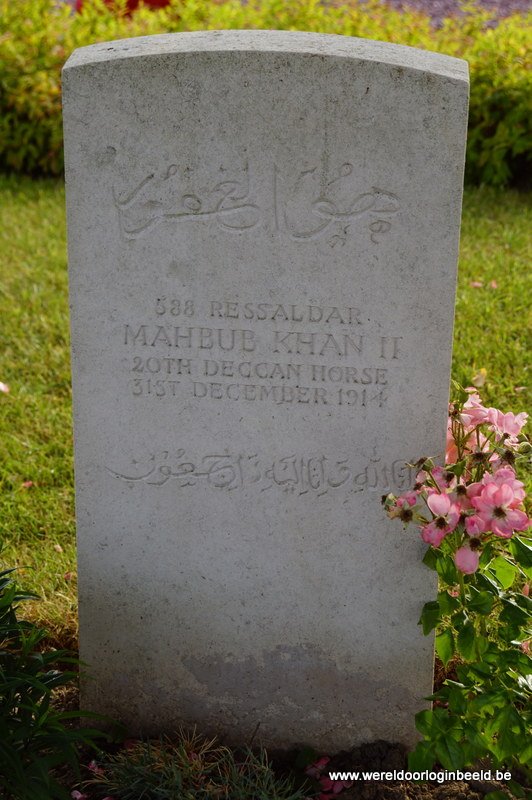 هو الغفور
588 RESSALDAR
MAHBUB KHAN II
20TH DECCAN HORSE
31ST DECEMBER 1914
انا لله وانا اليه راجعون
www.wereldoorloginbeeld.be